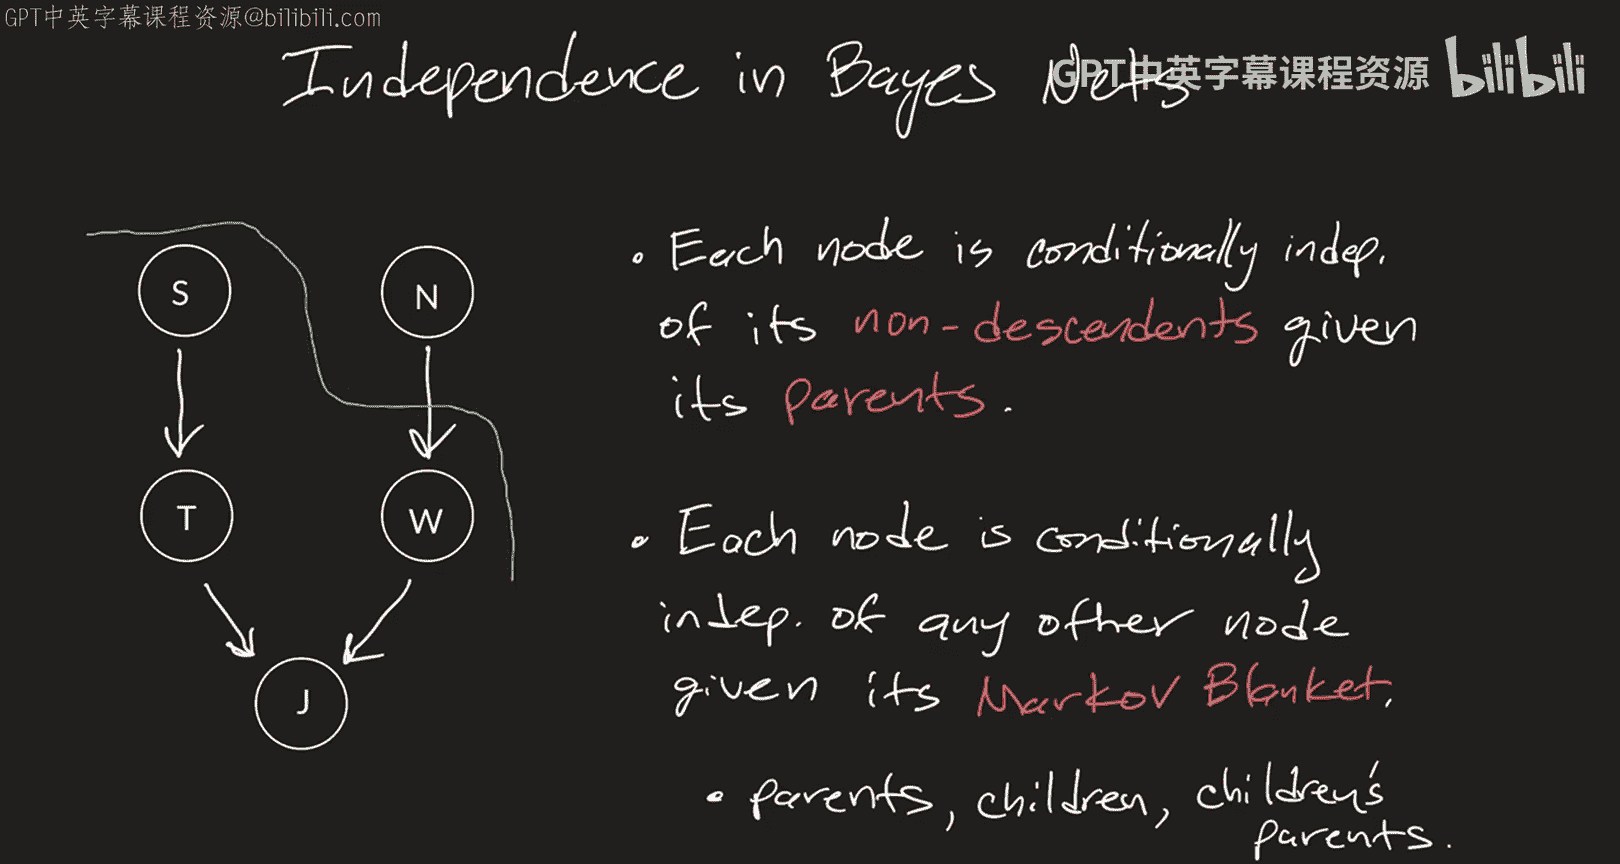 GPT中英字幕课程资源@bilibili.com
GPT中英字幕课程资源 bilibili
Independence in Bayes Nets
S
N
T
W
J
• Each node is conditionally indep.
of its non-descendents given
its parents.
• Each node is conditionally
indep. of any other node
given its Markov Blanket.
• parents, children, children's
parents.